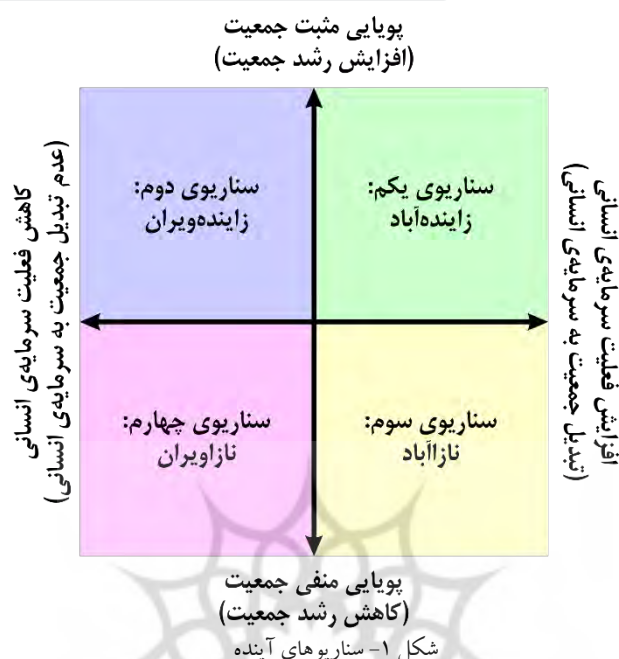 پویایی مثبت جمعیت
(افزایش رشد جمعیت)
افزایش فعلیت سرمایه‌ی انسانی
(تبدیل جمعیت به سرمایه‌ی انسانی)
سناریوی یکم:
زاینده‌آباد
سناریوی دوم:
زاینده‌ویران
کاهش فعلیت سرمایه‌ی انسانی
(عدم تبدیل جمعیت به سرمایه‌ی انسانی)
سناریوی سوم:
نازاآباد
سناریوی چهارم:
نازاویران
پویایی منفی جمعیت
(کاهش رشد جمعیت)
شکل ۱- سناریوهای آینده